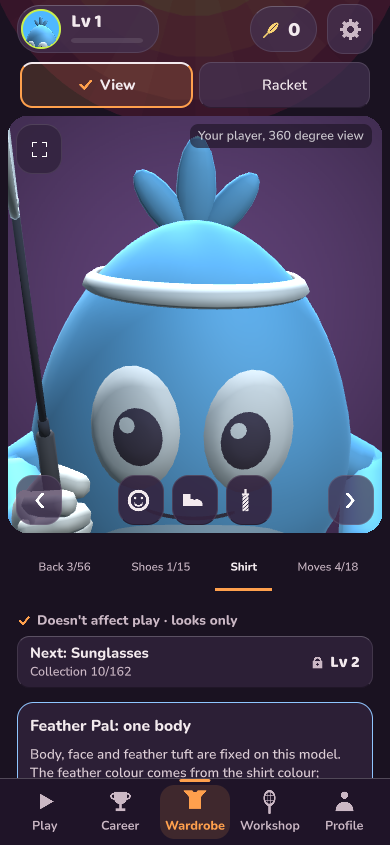 Lv 1
0
View
Racket
Your player, 360 degree view
Back 3/56
Shoes 1/15
Shirt
Moves 4/18
Doesn't affect play · looks only
Next: Sunglasses
Collection 10/162
Lv 2
Feather Pal: one body
Body, face and feather tuft are fixed on this model.
The feather colour comes from the shirt colour;
Play
Career
Wardrobe
Workshop
Profile